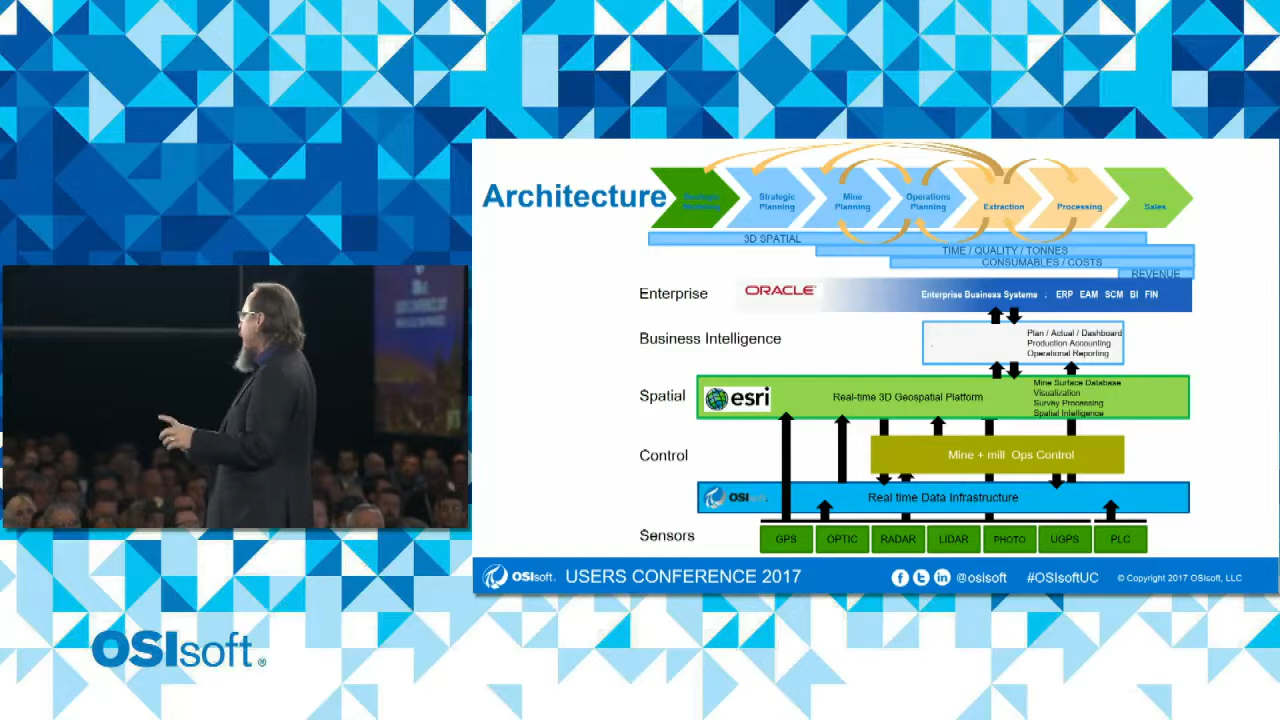 Architecture
Strategic
Planning
Mine
Planning
Operations
Planning
Extraction
Processing
Sales
3D SPATIAL
TIME / QUALITY / TONNES
CONSUMABLES / COSTS
REVENUE
Enterprise
ORACLE
Enterprise Business Systems : ERP EAM SCM BI FIN
Business Intelligence
Plan / Actual / Dashboard
Production Accounting
Operational Reporting
Spatial
esri
Real-time 3D Geospatial Platform
Mine Surface Database
Visualization
Survey Processing
Spatial Intelligence
Control
Mine + mill Ops Control
OSIsoft.
Real time Data Infrastructure
Sensors
GPS
OPTIC
RADAR
LIDAR
PHOTO
UGPS
PLC
OSIsoft. USERS CONFERENCE 2017
@osisoft #OSIsoftUC © Copyright 2017 OSIsoft, LLC
OSIsoft®